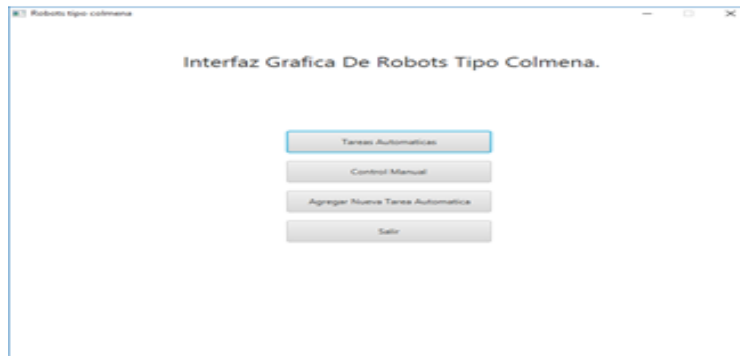 Robots tipo colmena
Interfaz Grafica De Robots Tipo Colmena.
Tareas Automaticas
Control Manual
Agregar Nueva Tarea Automatica
Salir